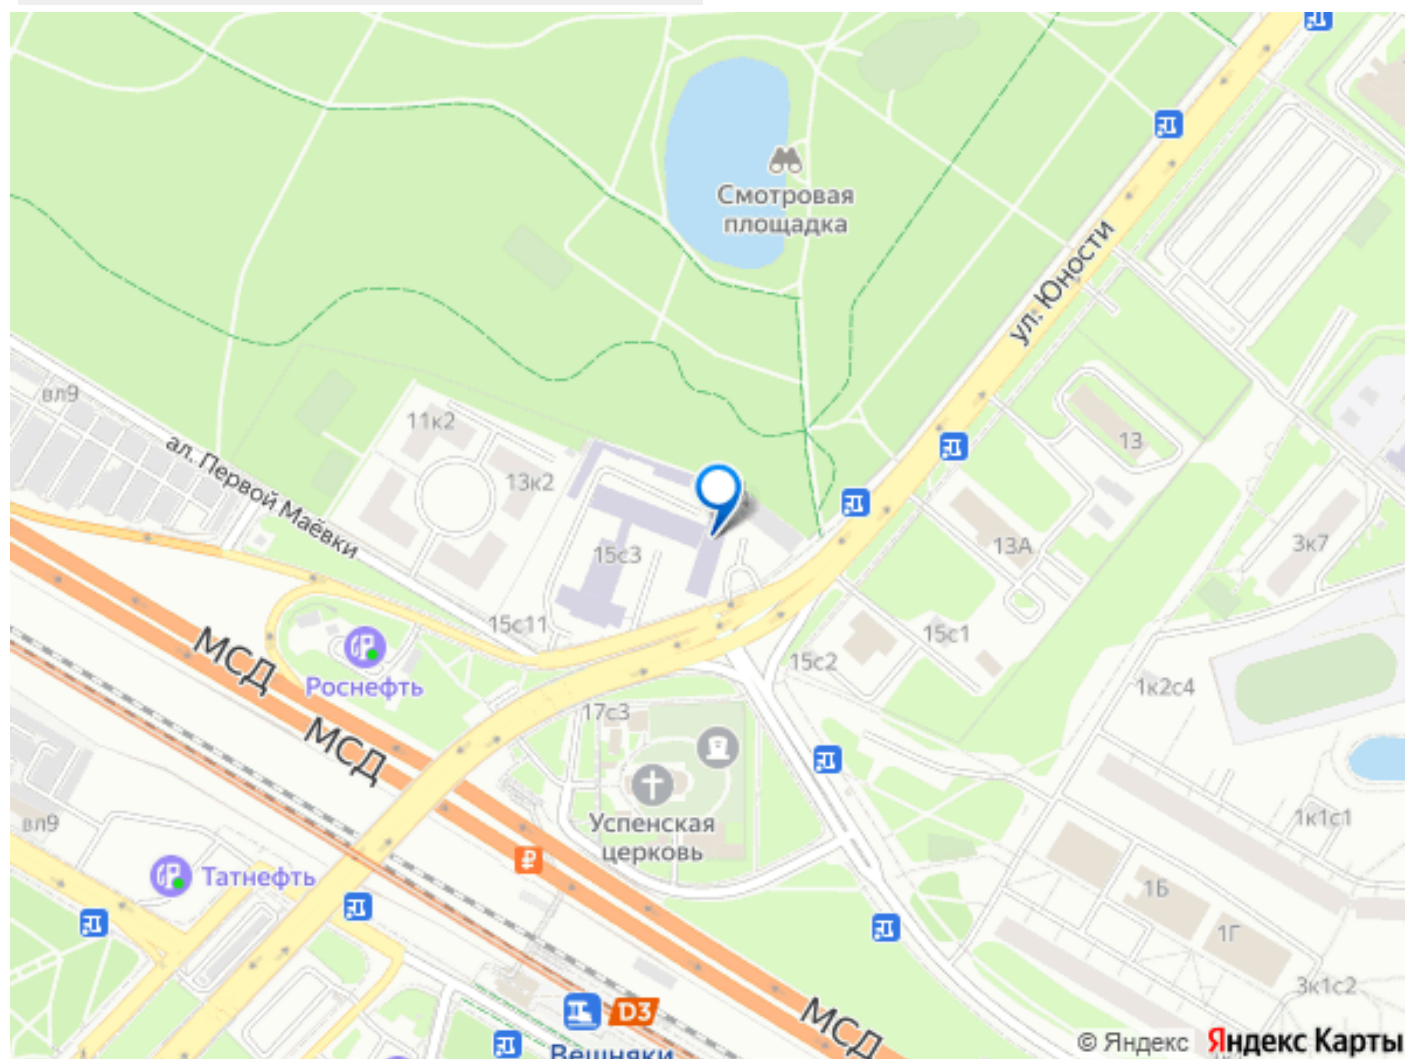 Смотровая
площадка
ул. Юности
вл9
11к2
ал. Первой Маёвки
13к2
13
15с3
13А
3к7
15с11
15с1
МСД
15с2
Роснефть
1к2с4
17с3
МСД
Успенская
церковь
вл9
1к1с1
Татнефть
1Б
1Г
3к1с2
D3
МСД
Вешняки
© Яндекс Яндекс Карты